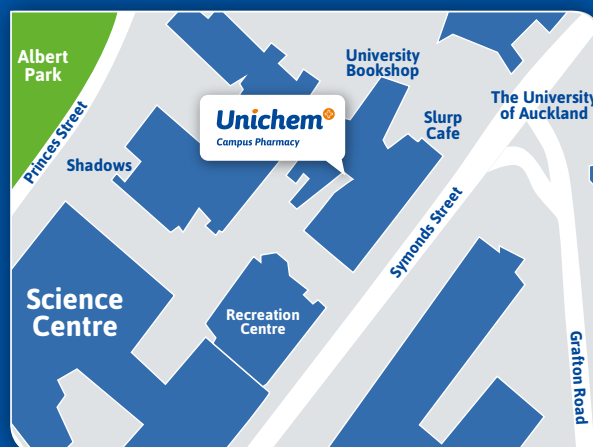 Albert
Park
University
Bookshop
Princes Street
Unichem
Campus Pharmacy
Slurp
Cafe
The University
of Auckland
Shadows
Symonds Street
Science
Centre
Recreation
Centre
Grafton Road